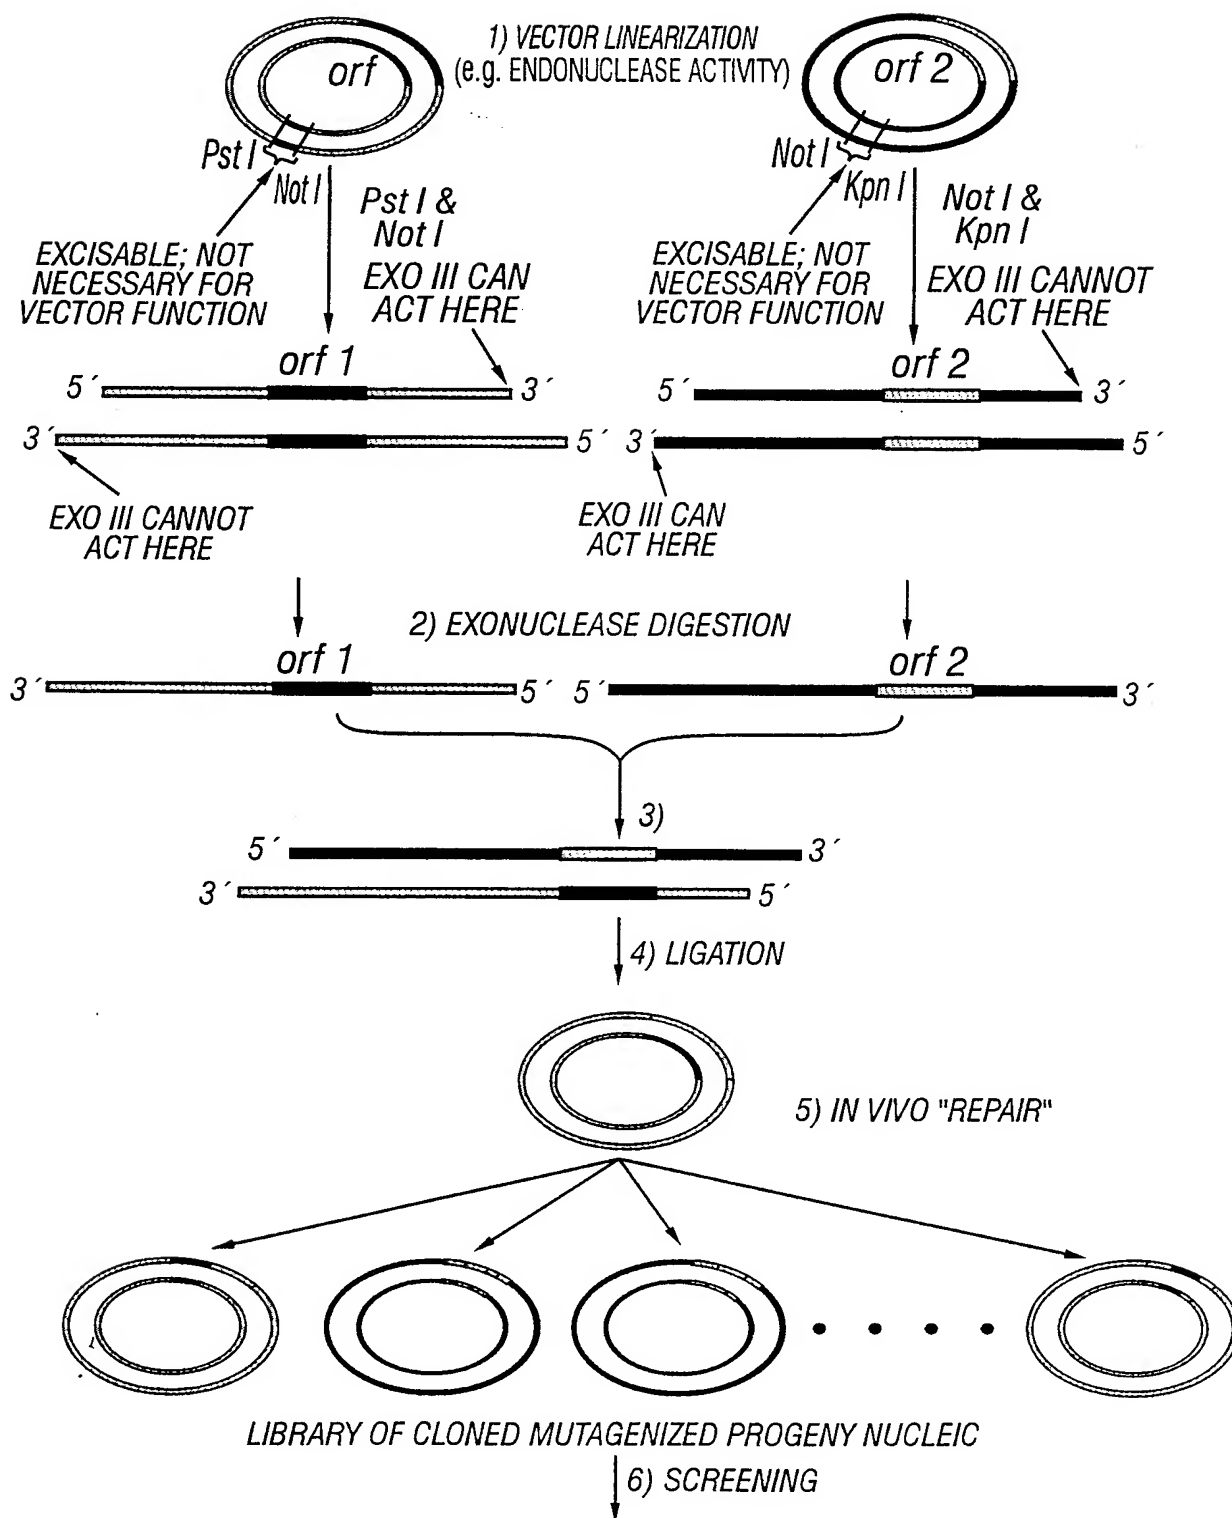 1) VECTOR LINEARIZATION
(e.g. ENDONUCLEASE ACTIVITY)
orf
Pst I
Not I
Pst I &
Not I
EXCISABLE; NOT
NECESSARY FOR
VECTOR FUNCTION
EXO III CAN
ACT HERE
orf 2
Not I
Kpn I
Not I &
Kpn I
EXCISABLE; NOT
NECESSARY FOR
VECTOR FUNCTION
EXO III CANNOT
ACT HERE
orf 1
5´ 3´
3´ 5´
EXO III CANNOT
ACT HERE
orf 2
5´ 3´
3´ 5´
EXO III CAN
ACT HERE
2) EXONUCLEASE DIGESTION
orf 1
3´ 5´
orf 2
5´ 3´
3)
5´ 3´
3´ 5´
4) LIGATION
5) IN VIVO "REPAIR"
LIBRARY OF CLONED MUTAGENIZED PROGENY NUCLEIC
6) SCREENING